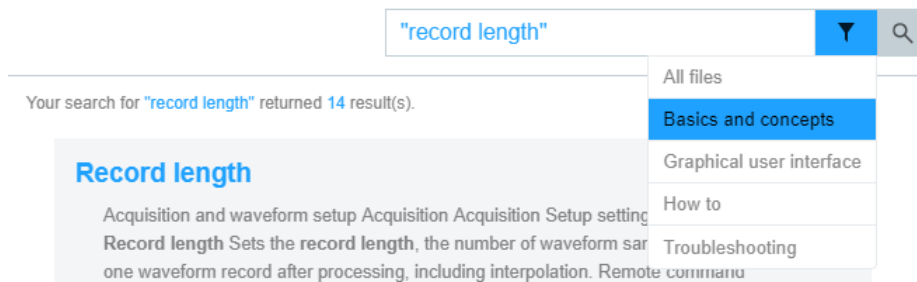 "record length"
All files
Your search for "record length" returned 14 result(s).
Basics and concepts
Graphical user interface
How to
Troubleshooting
Record length
Acquisition and waveform setup Acquisition Acquisition Setup setting
Record length Sets the record length, the number of waveform
one waveform record after processing, including interpolation. Remote command